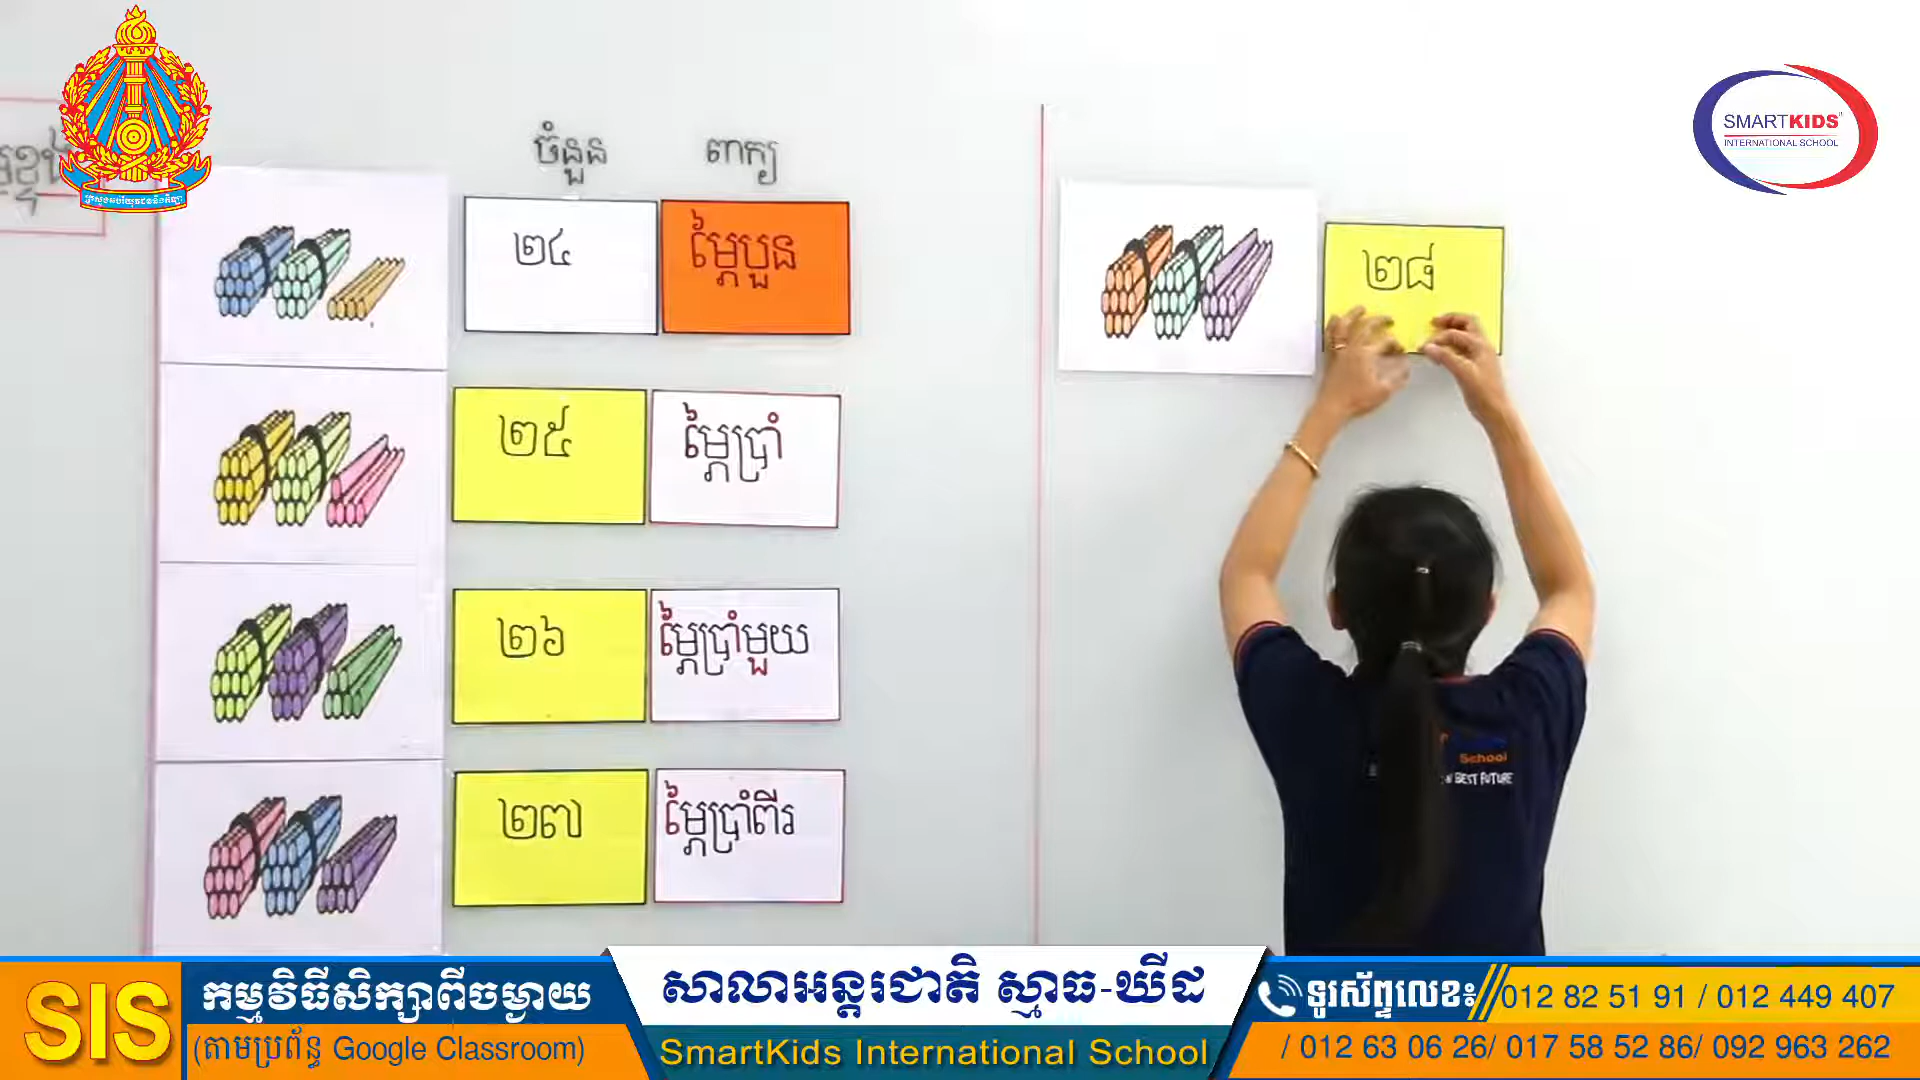 ចំនួន ពាក្យ
២៤ ម្ភៃបួន
២៥ ម្ភៃប្រាំ
២៦ ម្ភៃប្រាំមួយ
២៧ ម្ភៃប្រាំពីរ
២៨
SMARTKIDS
INTERNATIONAL SCHOOL
School
BEST FUTURE
SIS
កម្មវិធីសិក្សាពីចម្ងាយ
(តាមប្រព័ន្ធ Google Classroom)
សាលាអន្តរជាតិ ស្មាធ-ឃីដ
SmartKids International School
ទូរស័ព្ទលេខ៖ 012 82 51 91 / 012 449 407
/ 012 63 06 26/ 017 58 52 86/ 092 963 262